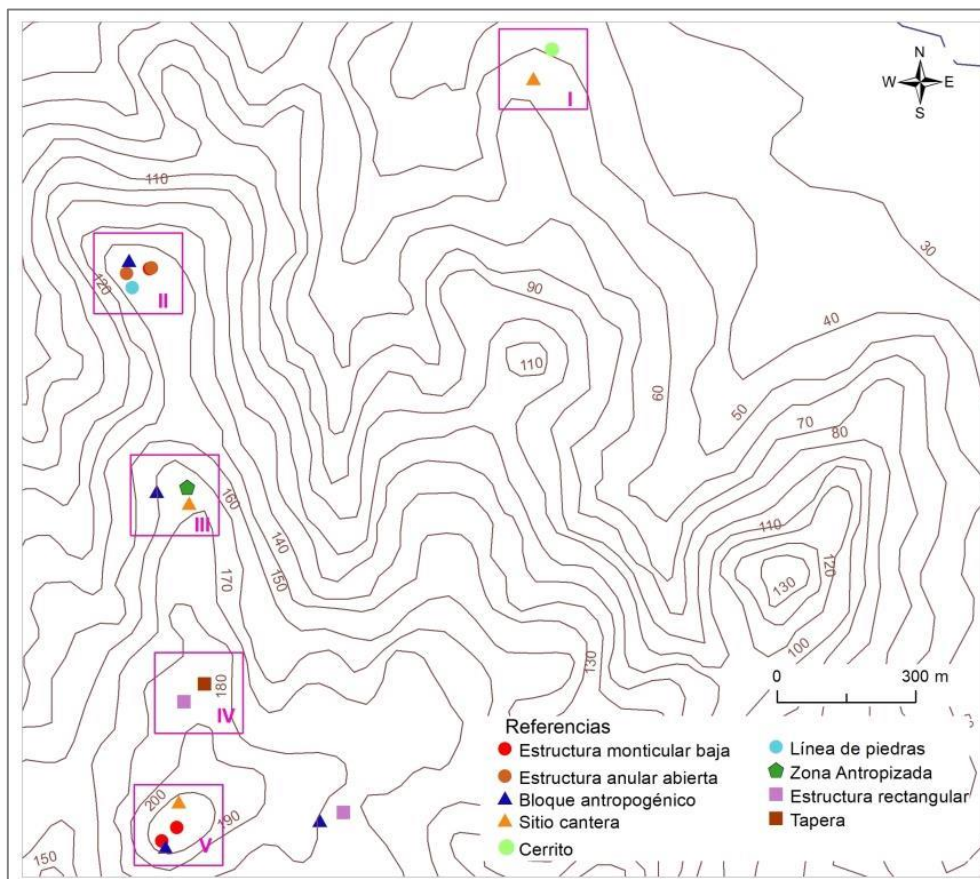 N
W E
S
I
110
30
120
II
90
40
110
60
50
70
80
160
III
140
150
110
170
120
130
100
180
IV
130
0 300 m
200
190
V
150
Referencias
Estructura monticular baja
Estructura anular abierta
Bloque antropogénico
Sitio cantera
Cerrito
Línea de piedras
Zona Antropizada
Estructura rectangular
Tapera